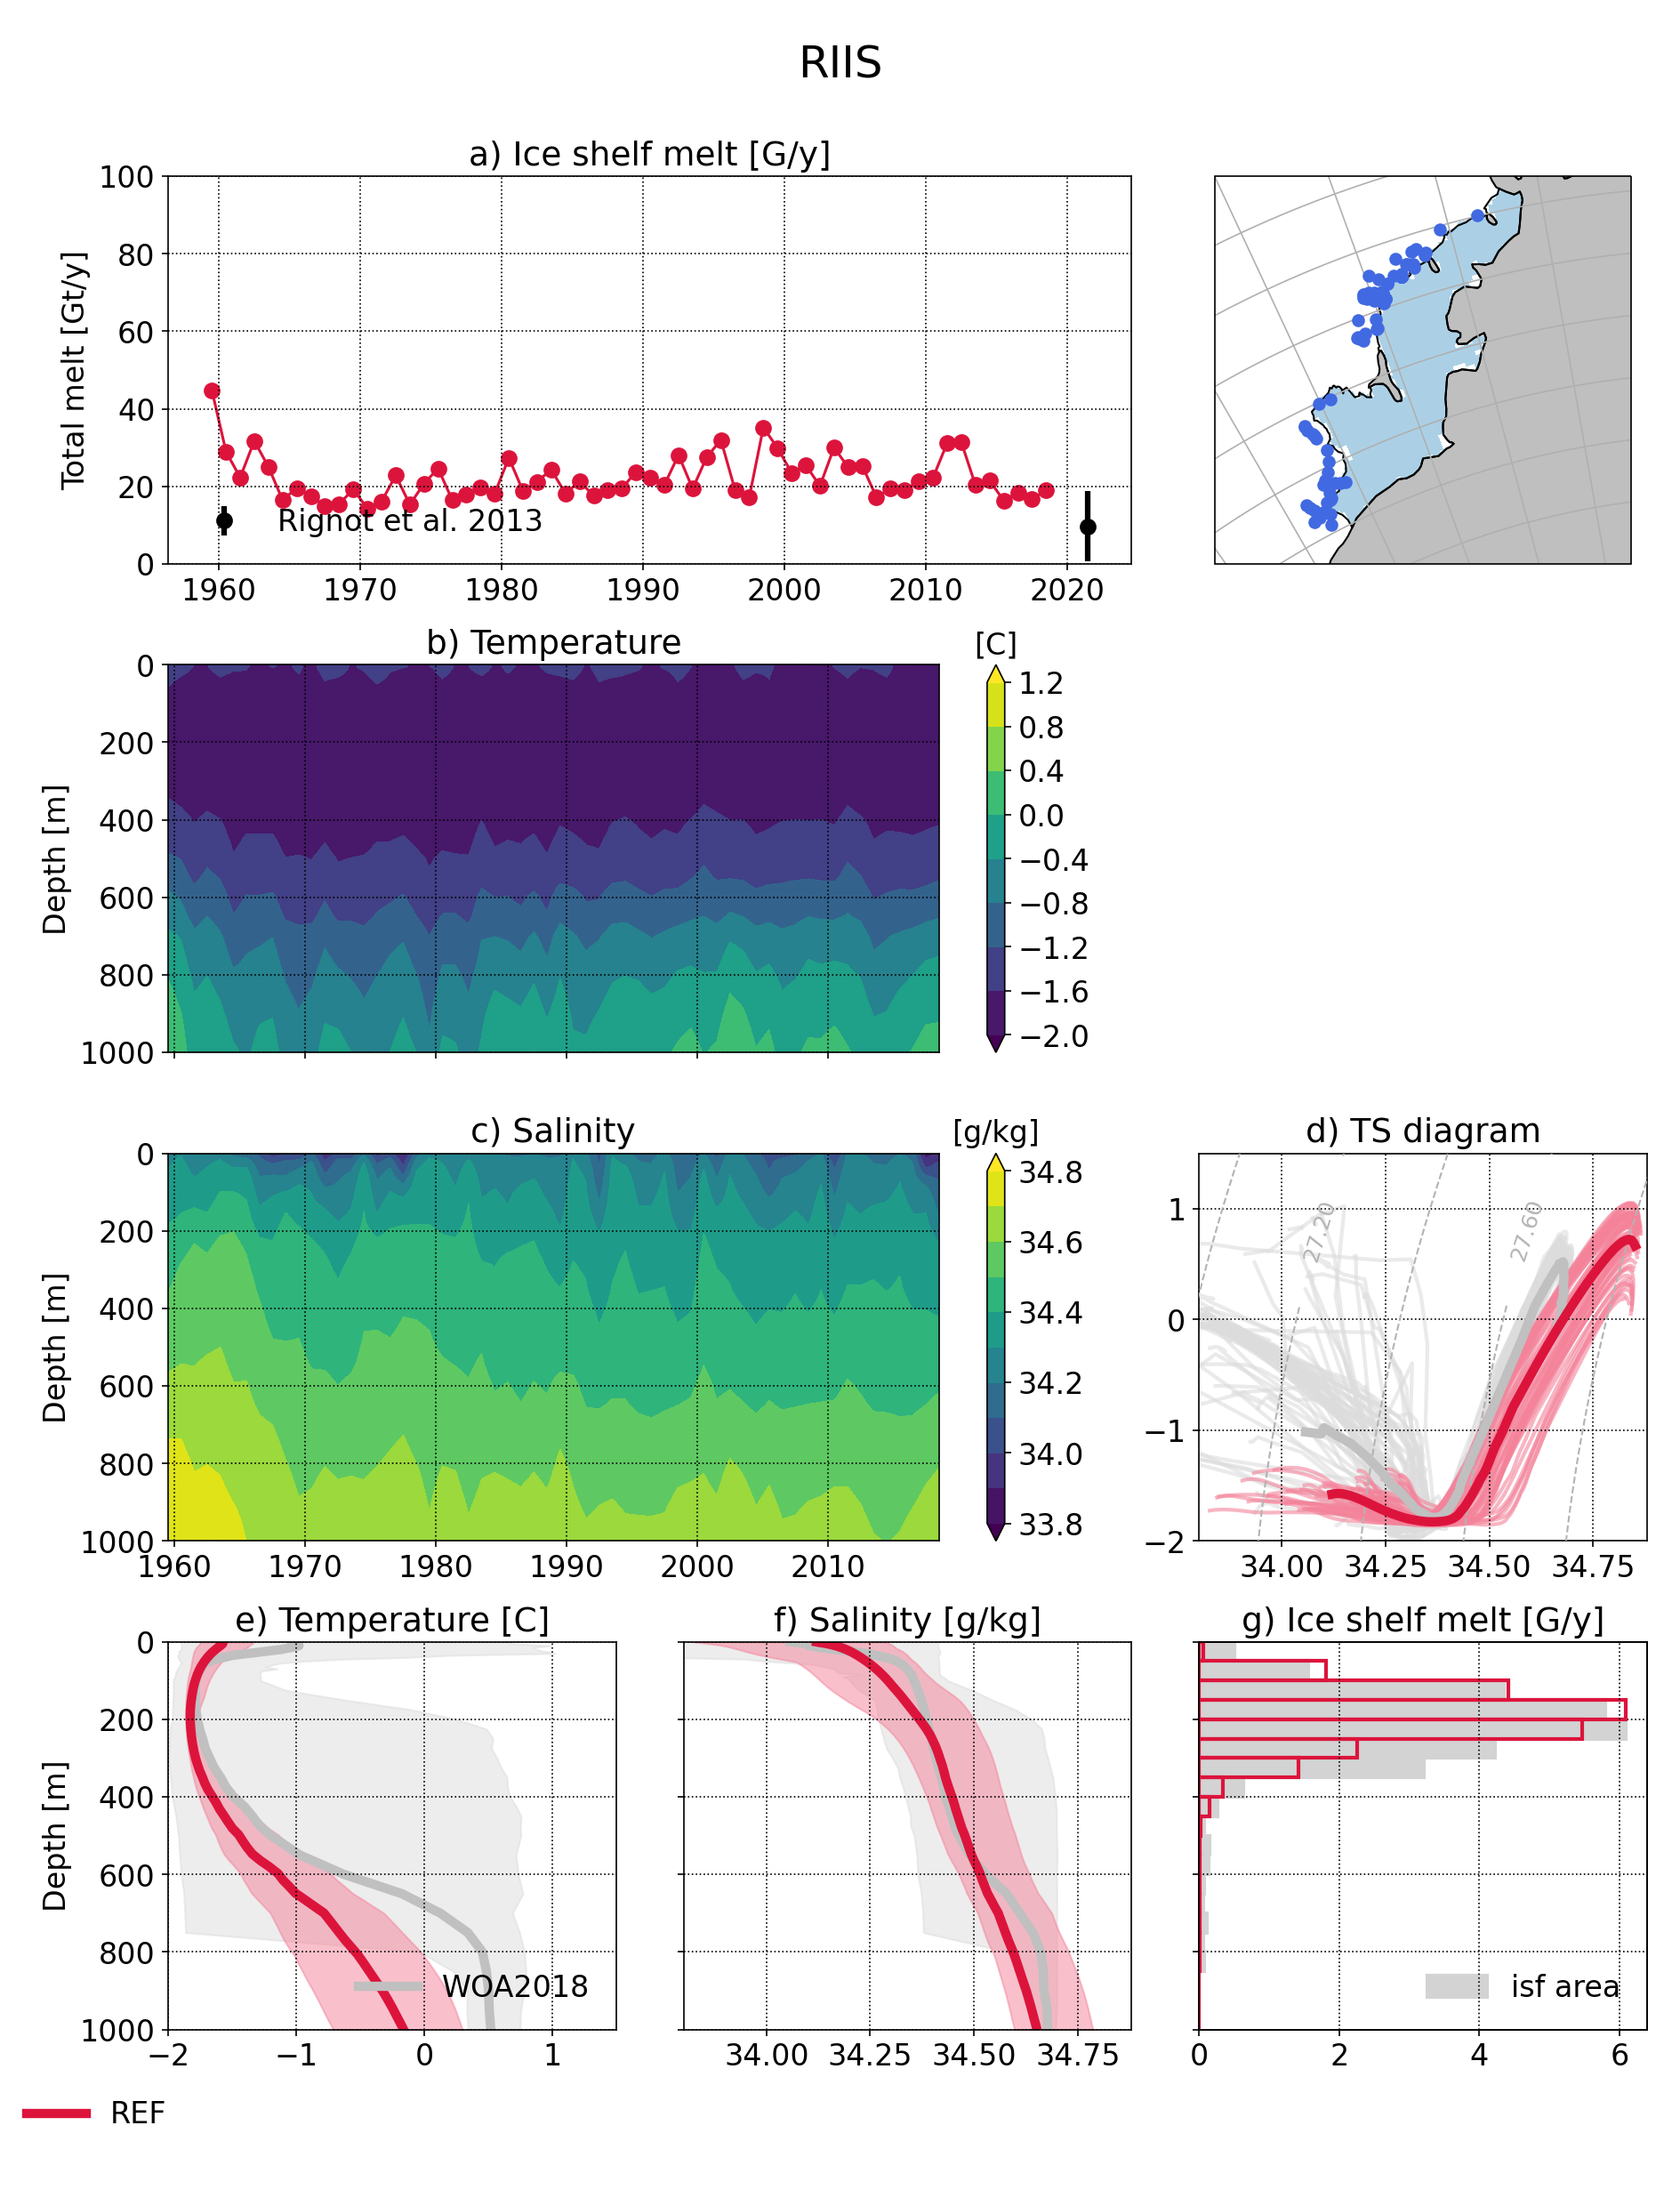 RIIS
a) Ice shelf melt [G/y]
Total melt [Gt/y]
100
80
60
40
20
0
Rignot et al. 2013
1960 1970 1980 1990 2000 2010 2020
b) Temperature
[C]
Depth [m]
0
200
400
600
800
1000
1.2
0.8
0.4
0.0
−0.4
−0.8
−1.2
−1.6
−2.0
c) Salinity
[g/kg]
Depth [m]
0
200
400
600
800
1000
1960 1970 1980 1990 2000 2010
34.8
34.6
34.4
34.2
34.0
33.8
d) TS diagram
27.20
27.60
1
0
−1
−2
34.00 34.25 34.50 34.75
e) Temperature [C]
Depth [m]
0
200
400
600
800
1000
WOA2018
−2 −1 0 1
f) Salinity [g/kg]
34.00 34.25 34.50 34.75
g) Ice shelf melt [G/y]
isf area
0 2 4 6
REF